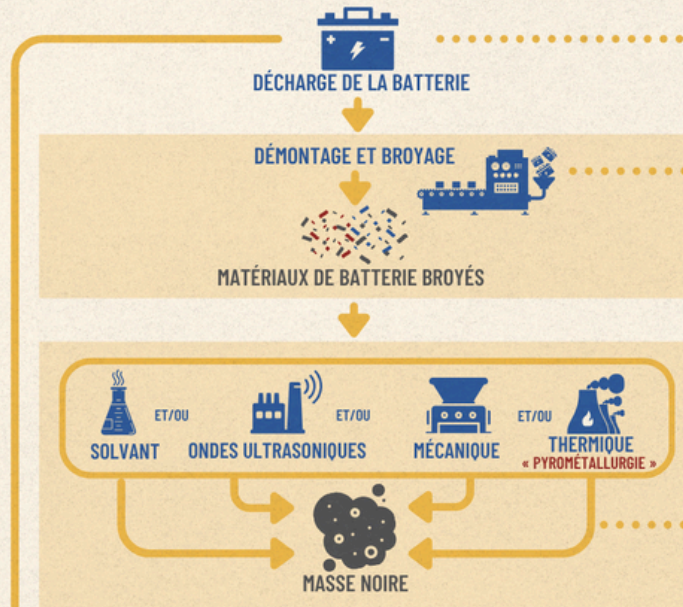 DÉCHARGE DE LA BATTERIE
DÉMONTAGE ET BROYAGE
MATÉRIAUX DE BATTERIE BROYÉS
ET/OU
ET/OU
ET/OU
SOLVANT
ONDES ULTRASONIQUES
MÉCANIQUE
THERMIQUE
« PYROMÉTALLURGIE »
MASSE NOIRE